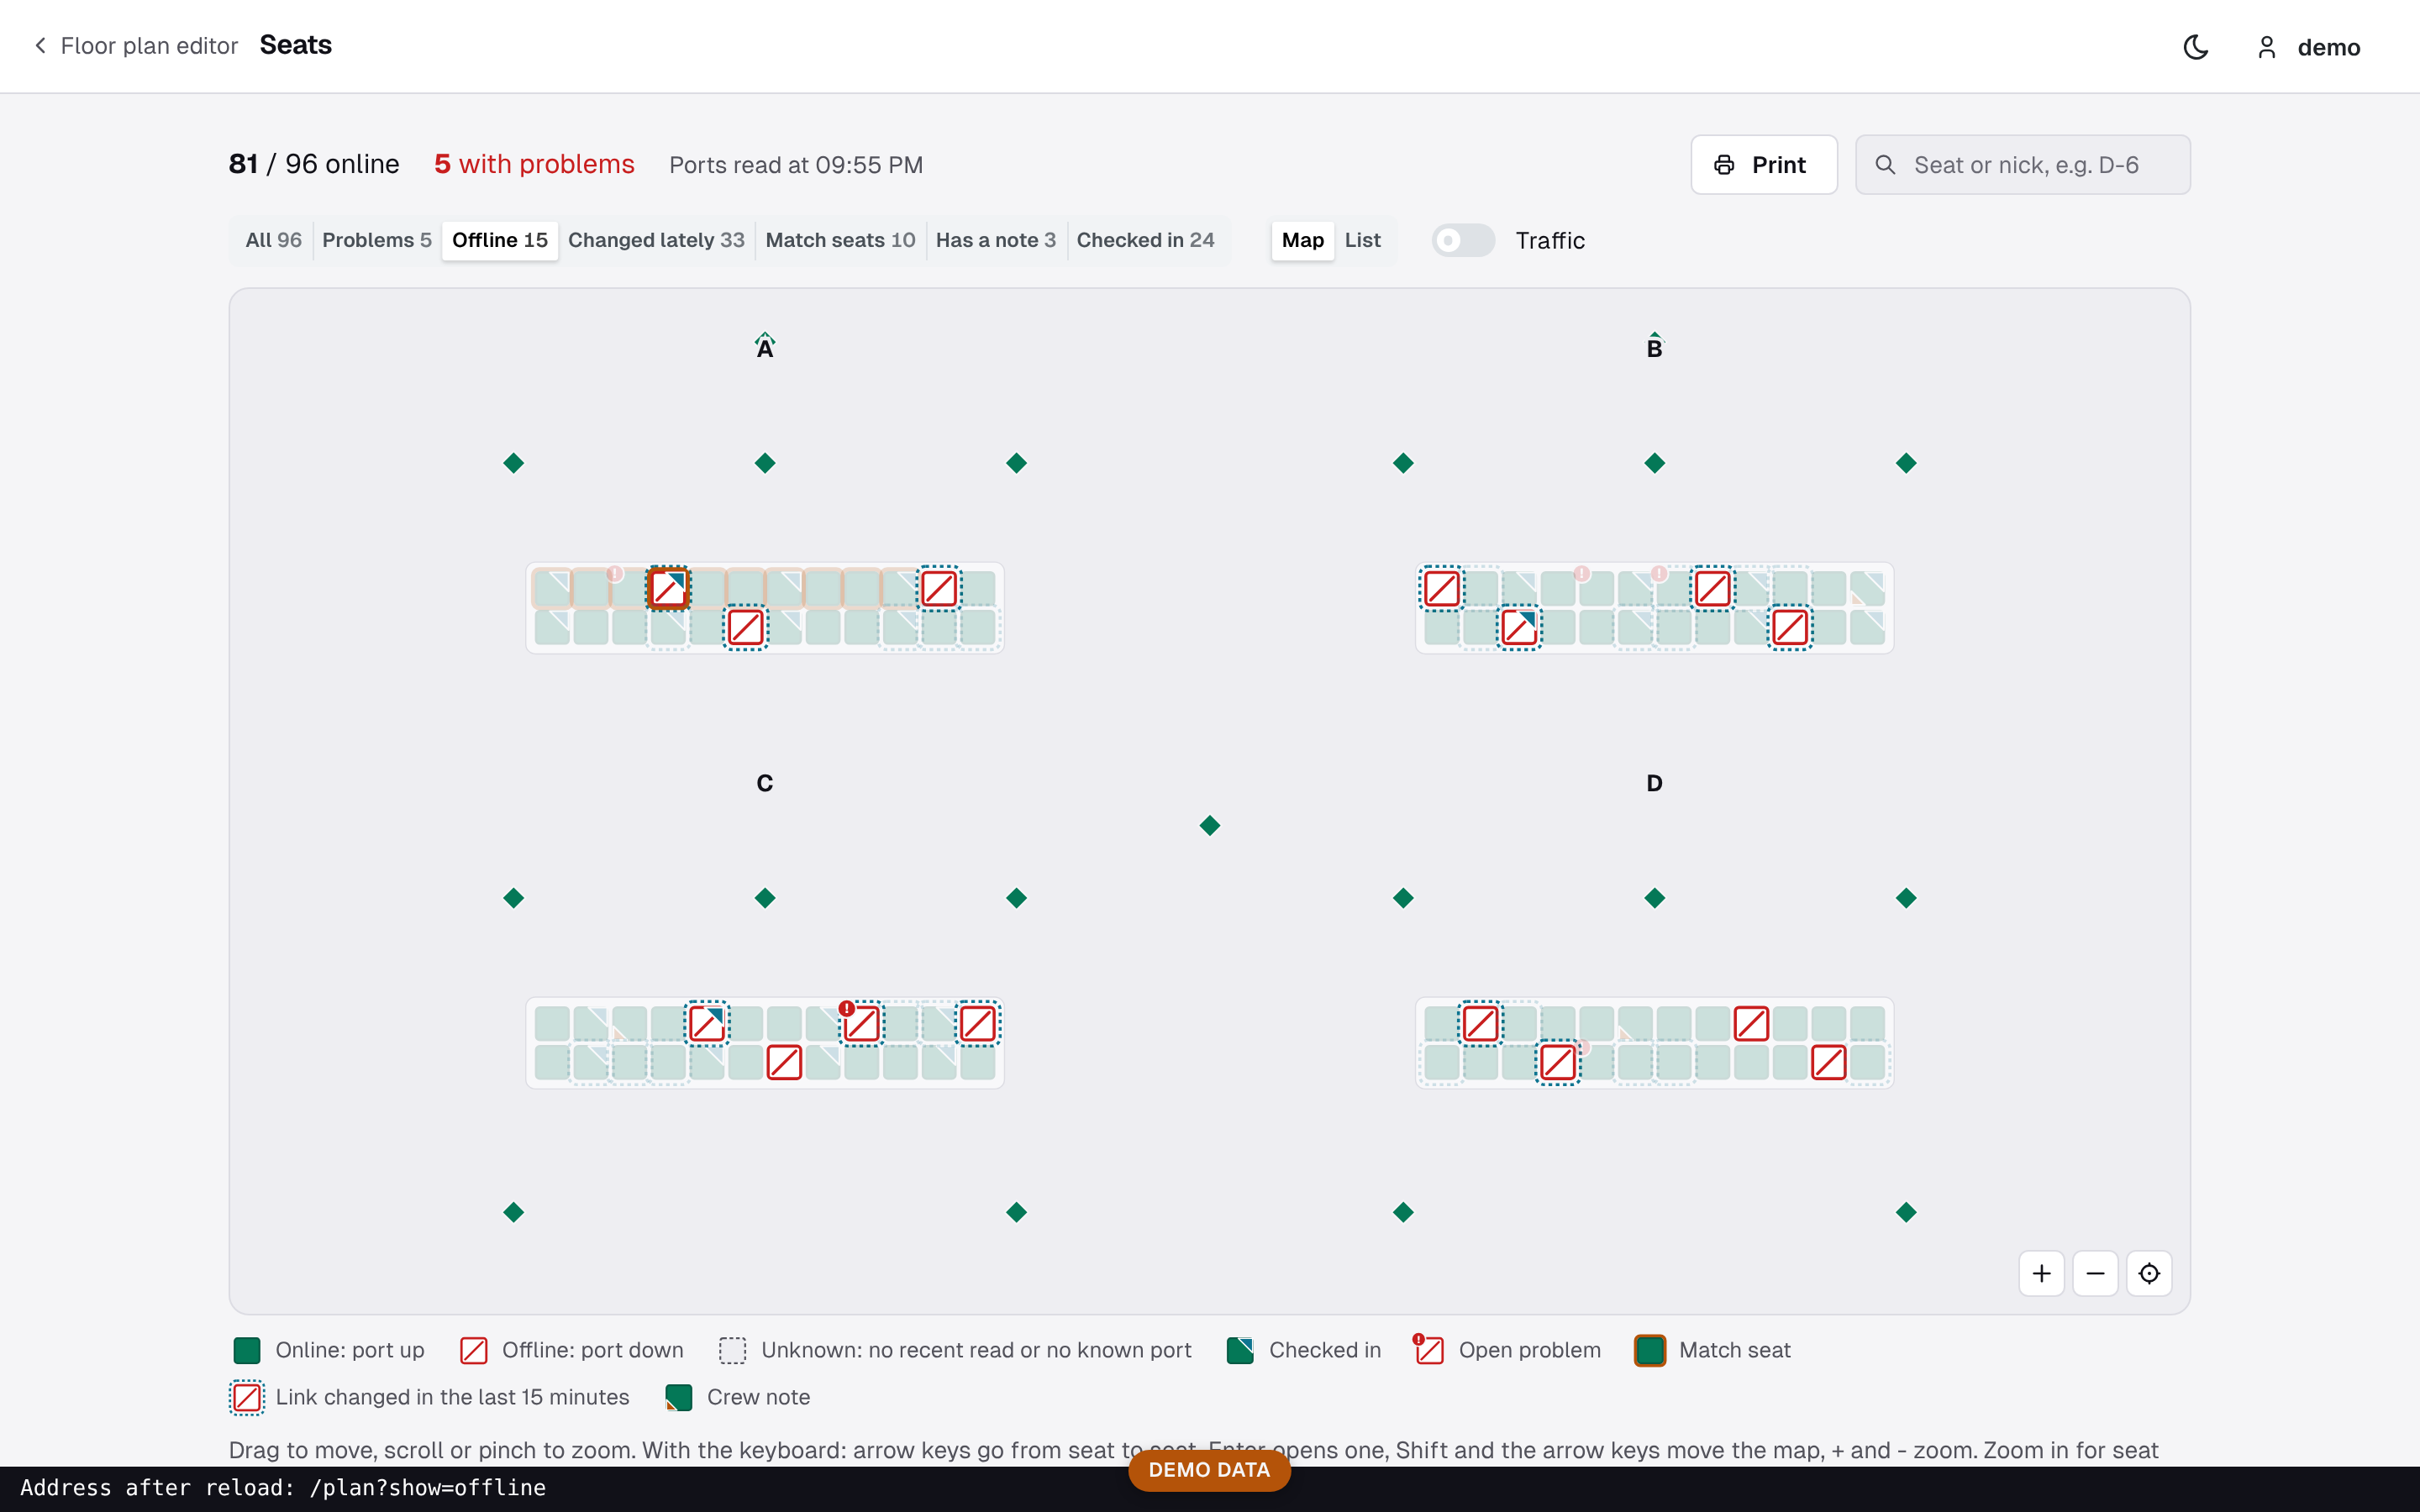 Floor plan editor Seats demo
81 / 96 online 5 with problems Ports read at 09:55 PM Print Seat or nick, e.g. D-6
All 96 Problems 5 Offline 15 Changed lately 33 Match seats 10 Has a note 3 Checked in 24 Map List Traffic
A B
C D
Online: port up Offline: port down Unknown: no recent read or no known port Checked in Open problem Match seat
Link changed in the last 15 minutes Crew note
Drag to move, scroll or pinch to zoom. With the keyboard: arrow keys go from seat to seat, Enter opens one, Shift and the arrow keys move the map, + and - zoom. Zoom in for seat
DEMO DATA
Address after reload: /plan?show=offline